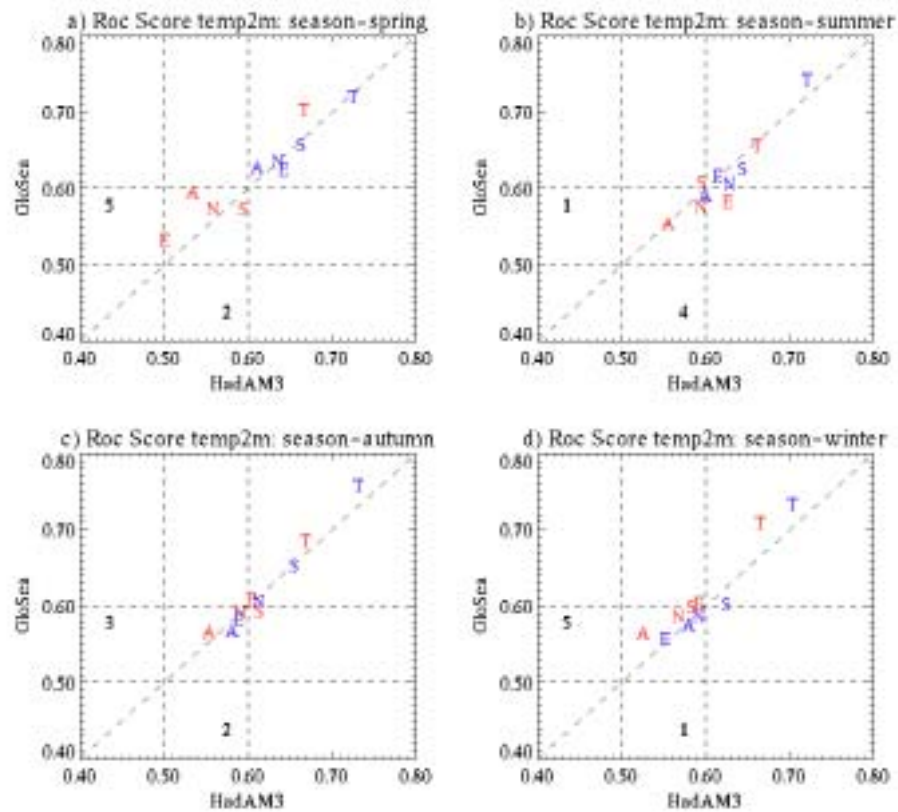 a) Roc Score temp2m: season-spring
0.80
0.70
0.60
0.50
0.40
GloSea
T
T
S
N
E
A
A
N
S
E
5
2
0.40 0.50 0.60 0.70 0.80
HadAM3
b) Roc Score temp2m: season-summer
0.80
0.70
0.60
0.50
0.40
GloSea
T
T
S
E
S
N
A
E
N
A
1
4
0.40 0.50 0.60 0.70 0.80
HadAM3
c) Roc Score temp2m: season-autumn
0.80
0.70
0.60
0.50
0.40
GloSea
T
T
S
N
S
N
E
A
A
3
2
0.40 0.50 0.60 0.70 0.80
HadAM3
d) Roc Score temp2m: season-winter
0.80
0.70
0.60
0.50
0.40
GloSea
T
T
S
S
E
N
N
A
A
E
5
1
0.40 0.50 0.60 0.70 0.80
HadAM3